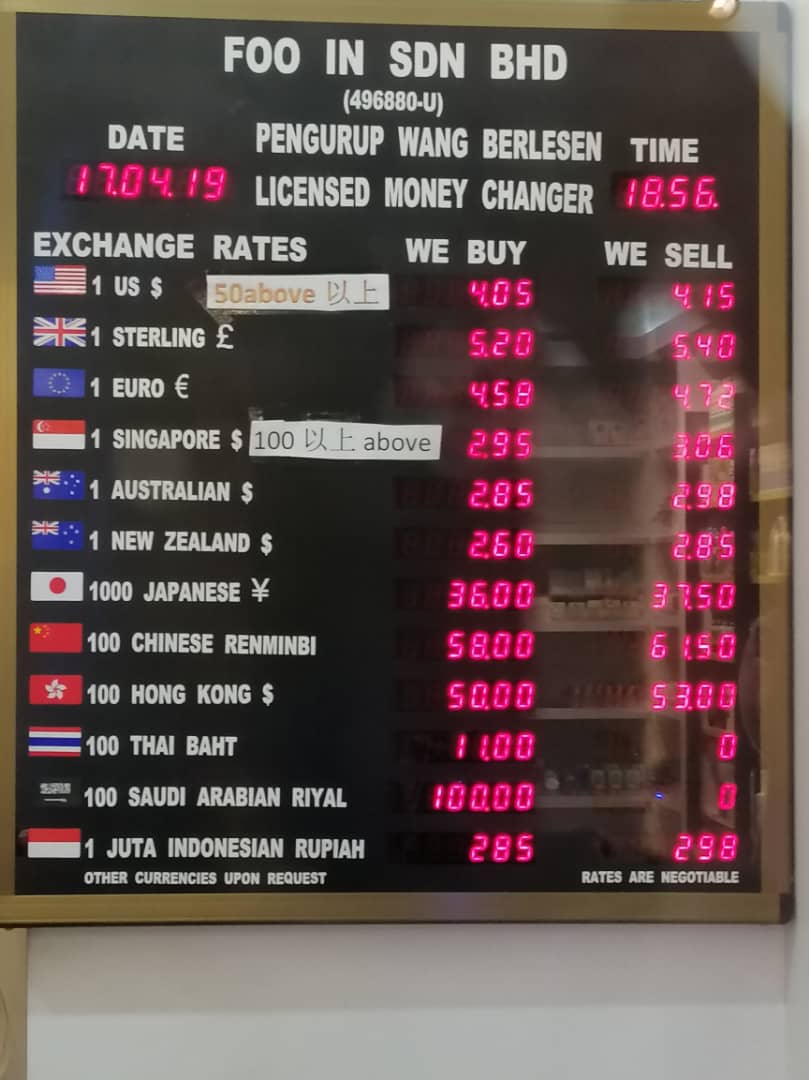 FOO IN SDN BHD
(496880-U)
DATE PENGURUP WANG BERLESEN TIME
17.04.19 LICENSED MONEY CHANGER 18.56.
EXCHANGE RATES WE BUY WE SELL
1 US $ 50above 以上 4.05 4.15
1 STERLING £ 5.20 5.40
1 EURO € 4.58 4.72
1 SINGAPORE $ 100 以上 above 2.95 3.06
1 AUSTRALIAN $ 2.85 2.98
1 NEW ZEALAND $ 2.60 2.85
1000 JAPANESE ¥ 36.00 37.50
100 CHINESE RENMINBI 58.00 61.50
100 HONG KONG $ 50.00 53.00
100 THAI BAHT 11.00 0
100 SAUDI ARABIAN RIYAL 100.00 0
1 JUTA INDONESIAN RUPIAH 285 298
OTHER CURRENCIES UPON REQUEST RATES ARE NEGOTIABLE